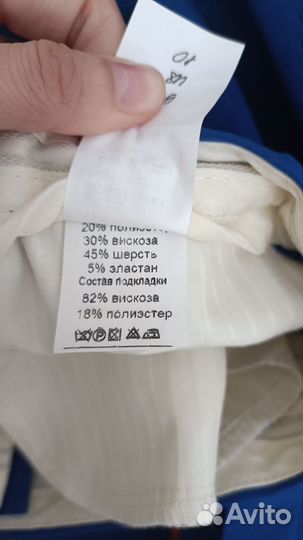 20% полиэстер
30% вискоза
45% шерсть
5% эластан
Состав подкладки
82% вискоза
18% полиэстер
Avito